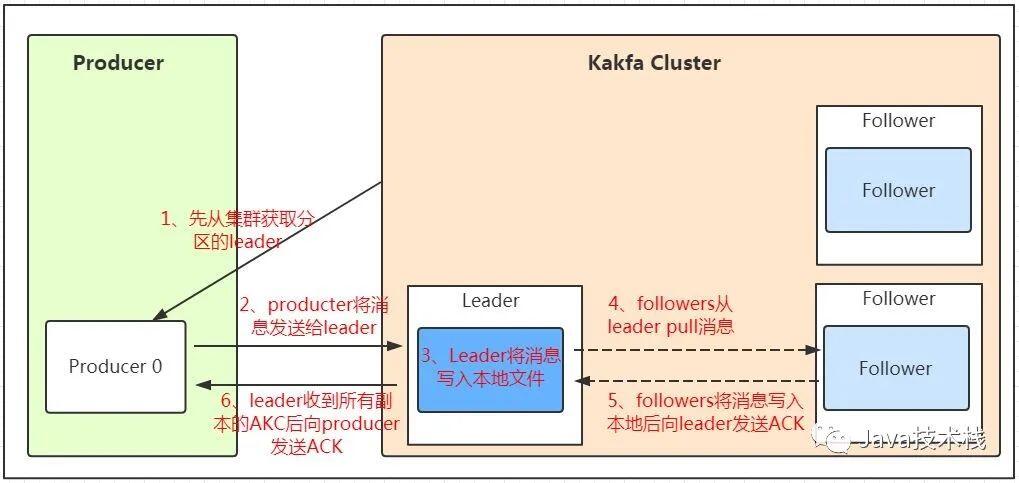 Producer
Kakfa Cluster
Follower
Follower
1、先从集群获取分
区的leader
2、producter将消
息发送给leader
Leader
4、followers从
leader pull消息
Follower
Producer 0
3、Leader将消息
写入本地文件
Follower
6、leader收到所有副
本的AKC后向producer
发送ACK
5、followers将消息写入
本地后向leader发送ACK
Java技术栈